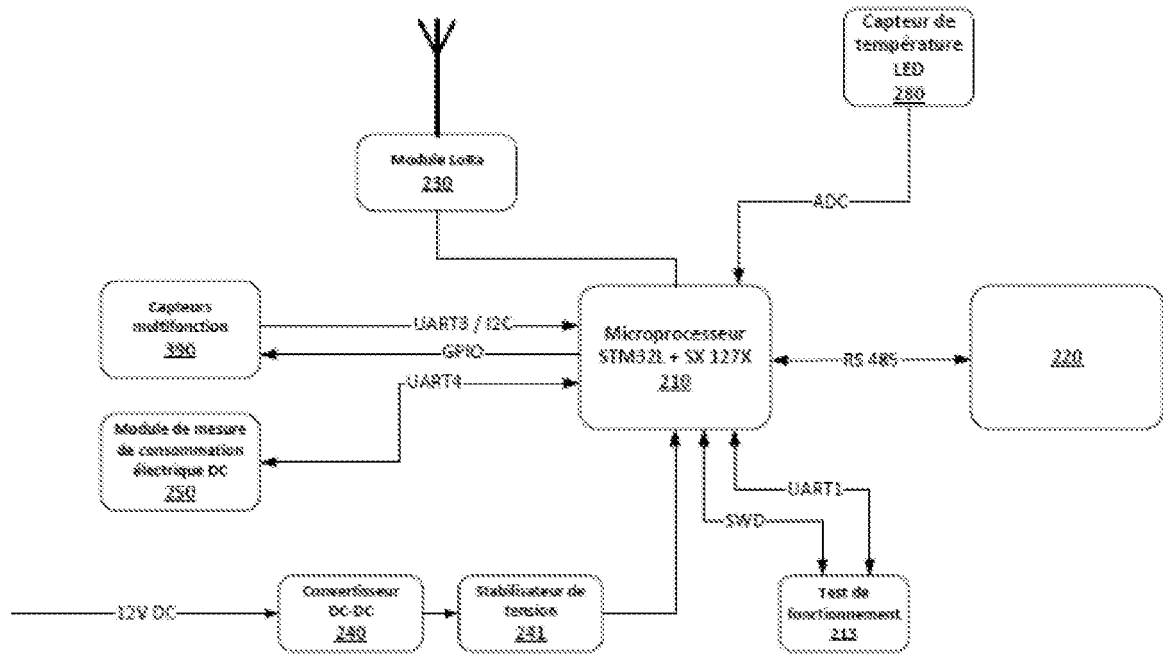 Capteur de
température
LED
280
Module LoRa
230
ADC
Capteurs
multifonction
390
UART3 / I2C
GPIO
UART4
Microprocesseur
STM32L + SX 127X
210
RS 485
220
Module de mesure
de consommation
électrique DC
250
UART1
SWD
12V DC
Convertisseur
DC-DC
240
Stabilisateur de
tension
241
Test de
fonctionnement
213